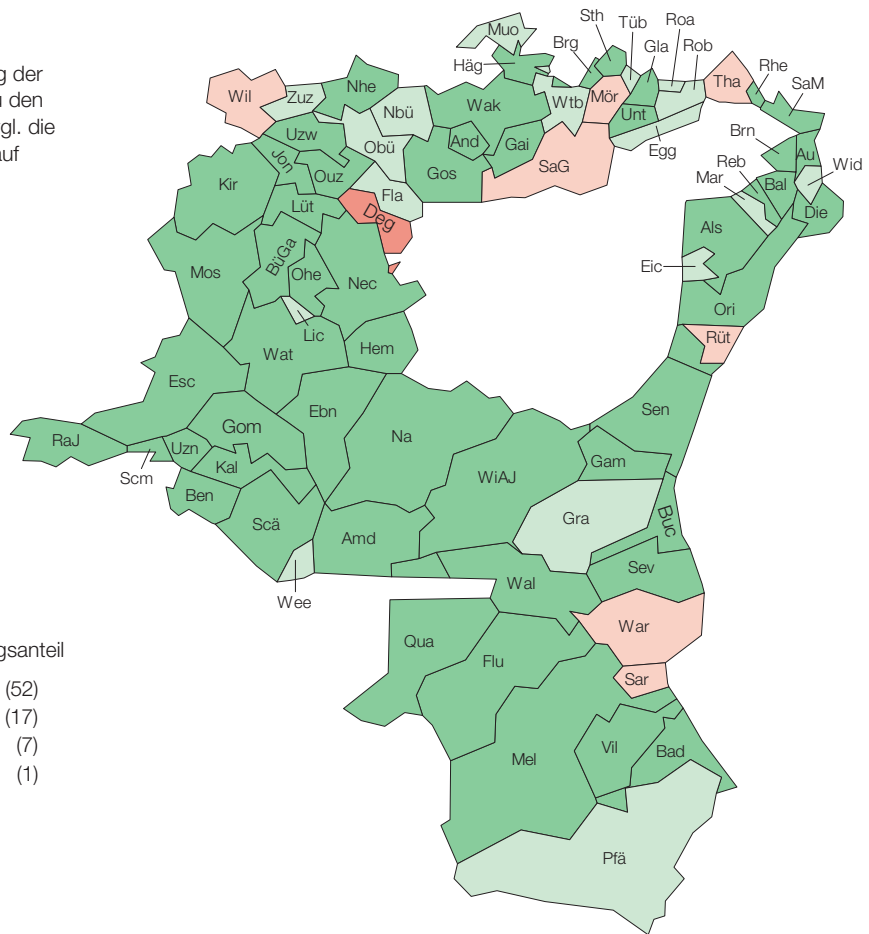 g der
u den
gl. die
auf
Muo
Sth
Tüb
Roa
Brg
Gla
Rob
Häg
Tha
Rhe
SaM
Wil
Zuz
Nhe
Nbü
Wak
Wtb
Mör
Unt
Egg
Uzw
Obü
And
Gai
SaG
Brn
Au
Wid
Jon
Ouz
Gos
Reb
Mar
Bal
Die
Kir
Fla
Lüt
Deg
Als
BüGa
Ohe
Nec
Eic
Mos
Ori
Lic
Rüt
Wat
Hem
Esc
Sen
Ebn
Na
RaJ
Gom
Uzn
Scm
Kal
Gam
WiAJ
Ben
Scä
Gra
Buc
Amd
Sev
Wal
Wee
War
Qua
Flu
Sar
gsanteil
(52)
(17)
(7)
(1)
Mel
Vil
Bad
Pfä